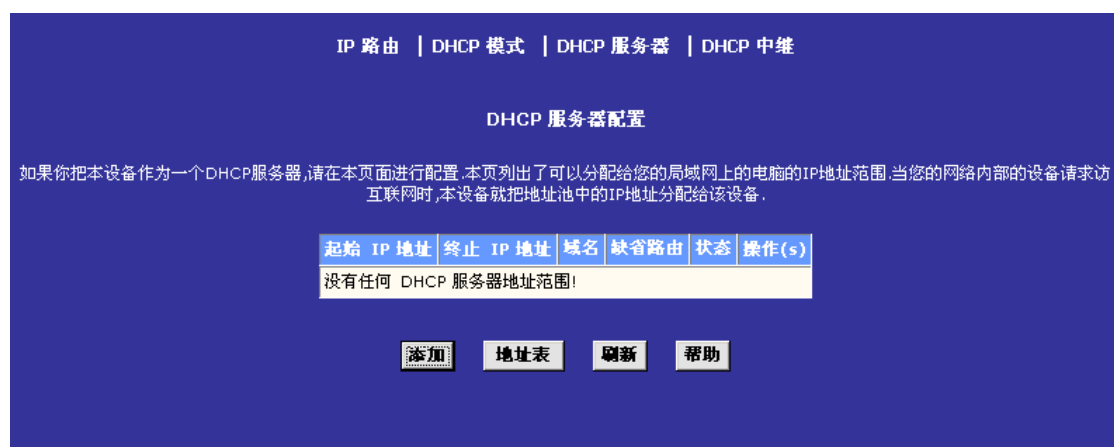 IP 路由 | DHCP 模式 | DHCP 服务器 | DHCP 中继
DHCP 服务器配置
如果你把本设备作为一个DHCP服务器,请在本页面进行配置.本页列出了可以分配给您的局域网上的电脑的IP地址范围.当您的网络内部的设备请求访
互联网时,本设备就把地址池中的IP地址分配给该设备.
起始 IP 地址 终止 IP 地址 域名 缺省路由 状态 操作(s)
没有任何 DHCP 服务器地址范围!
添加 地址表 刷新 帮助